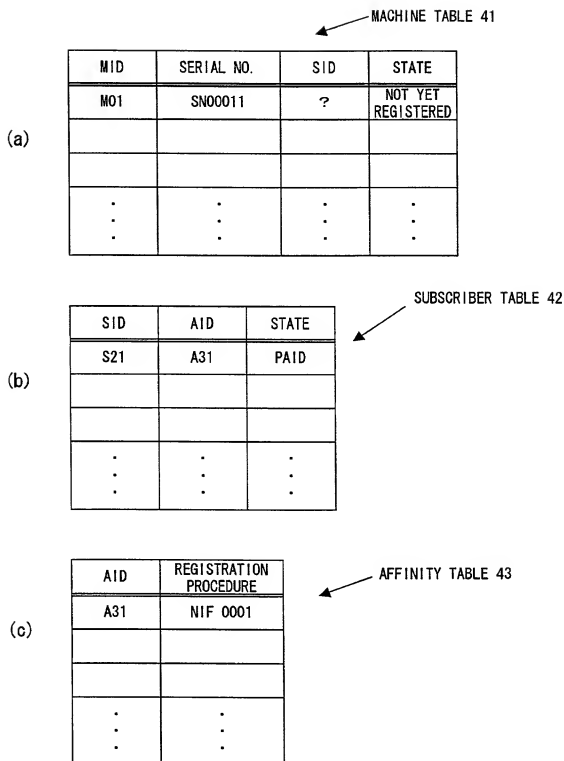 MACHINE TABLE 41
MID SERIAL NO. SID STATE
M01 SN00011 ? NOT YET REGISTERED
(a)
SUBSCRIBER TABLE 42
SID AID STATE
S21 A31 PAID
(b)
AFFINITY TABLE 43
AID REGISTRATION PROCEDURE
A31 NIF 0001
(c)